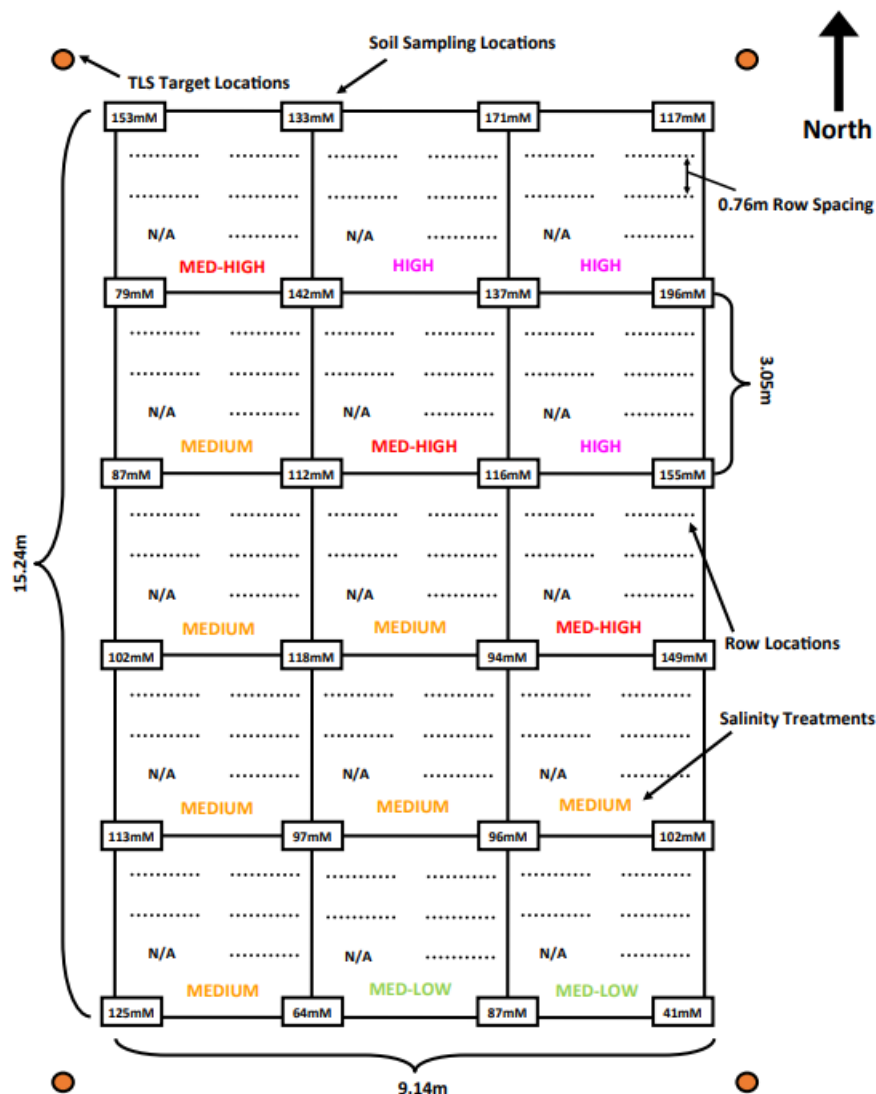 Soil Sampling Locations
TLS Target Locations
North
153mM 133mM 171mM 117mM
0.76m Row Spacing
N/A N/A N/A
MED-HIGH HIGH HIGH
79mM 142mM 137mM 196mM
3.05m
N/A N/A N/A
MEDIUM MED-HIGH HIGH
87mM 112mM 116mM 155mM
15.24m
N/A N/A N/A
MEDIUM MEDIUM MED-HIGH
Row Locations
102mM 118mM 94mM 149mM
Salinity Treatments
N/A N/A N/A
MEDIUM MEDIUM MEDIUM
113mM 97mM 96mM 102mM
N/A N/A N/A
MEDIUM MED-LOW MED-LOW
125mM 64mM 87mM 41mM
9.14m